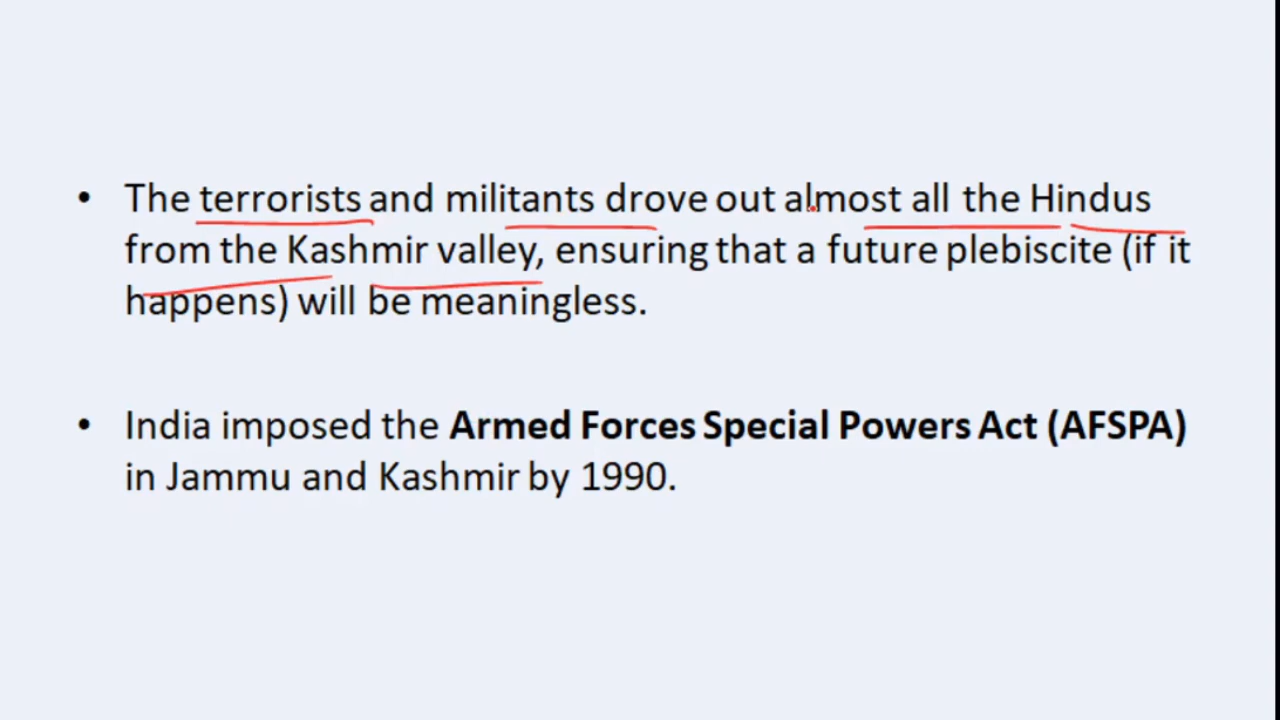 • The terrorists and militants drove out almost all the Hindus
from the Kashmir valley, ensuring that a future plebiscite (if it
happens) will be meaningless.
• India imposed the Armed Forces Special Powers Act (AFSPA)
in Jammu and Kashmir by 1990.